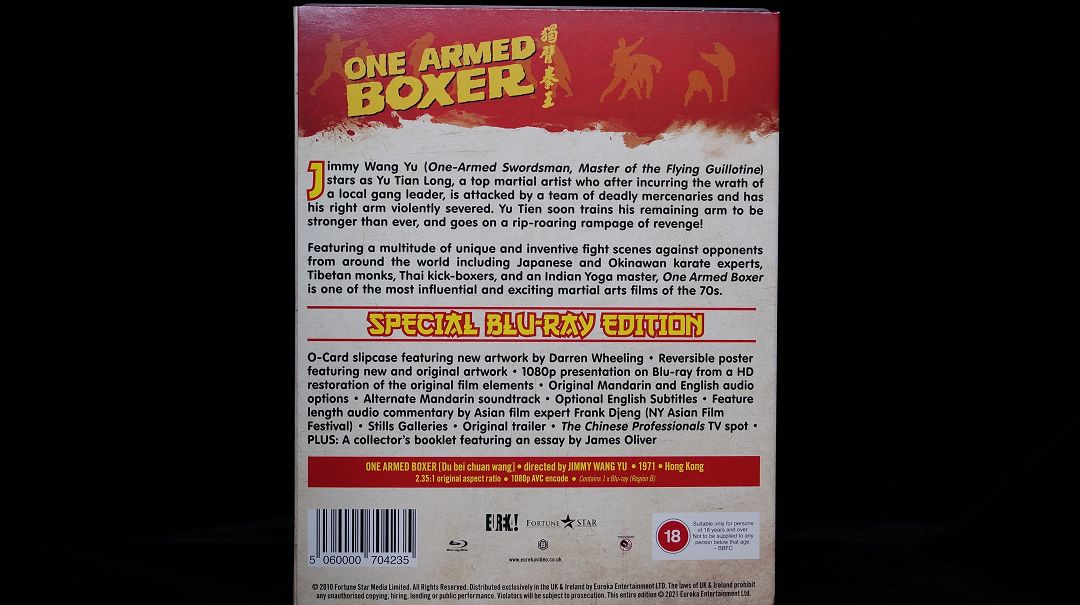 ONE ARMED
BOXER
獨臂拳王
Jimmy Wang Yu (One-Armed Swordsman, Master of the Flying Guillotine)
stars as Yu Tian Long, a top martial artist who after incurring the wrath of
a local gang leader, is attacked by a team of deadly mercenaries and has
his right arm violently severed. Yu Tien soon trains his remaining arm to be
stronger than ever, and goes on a rip-roaring rampage of revenge!
Featuring a multitude of unique and inventive fight scenes against opponents
from around the world including Japanese and Okinawan karate experts,
Tibetan monks, Thai kick-boxers, and an Indian Yoga master, One Armed Boxer
is one of the most influential and exciting martial arts films of the 70s.
SPECIAL BLU-RAY EDITION
O-Card slipcase featuring new artwork by Darren Wheeling • Reversible poster
featuring new and original artwork • 1080p presentation on Blu-ray from a HD
restoration of the original film elements • Original Mandarin and English audio
options • Alternate Mandarin soundtrack • Optional English Subtitles • Feature
length audio commentary by Asian film expert Frank Djeng (NY Asian Film
Festival) • Stills Galleries • Original trailer • The Chinese Professionals TV spot •
PLUS: A collector's booklet featuring an essay by James Oliver
ONE ARMED BOXER [Du bei chuan wang] • directed by JIMMY WANG YU • 1971 • Hong Kong
2.35:1 original aspect ratio • 1080p AVC encode • Contains 1 x Blu-ray (Region B)
EUREKA!
FORTUNE STAR
18
Suitable only for persons
of 18 years and over.
Not to be supplied to any
person below that age.
– BBFC
Blu-ray Disc
www.eurekavideo.co.uk
5 060000 704235
© 2010 Fortune Star Media Limited. All Rights Reserved. Distributed exclusively in the UK & Ireland by Eureka Entertainment LTD. The laws of UK & Ireland prohibit
any unauthorised copying, hiring, lending or public performance. Violators will be subject to prosecution. This entire edition © 2021 Eureka Entertainment Ltd.